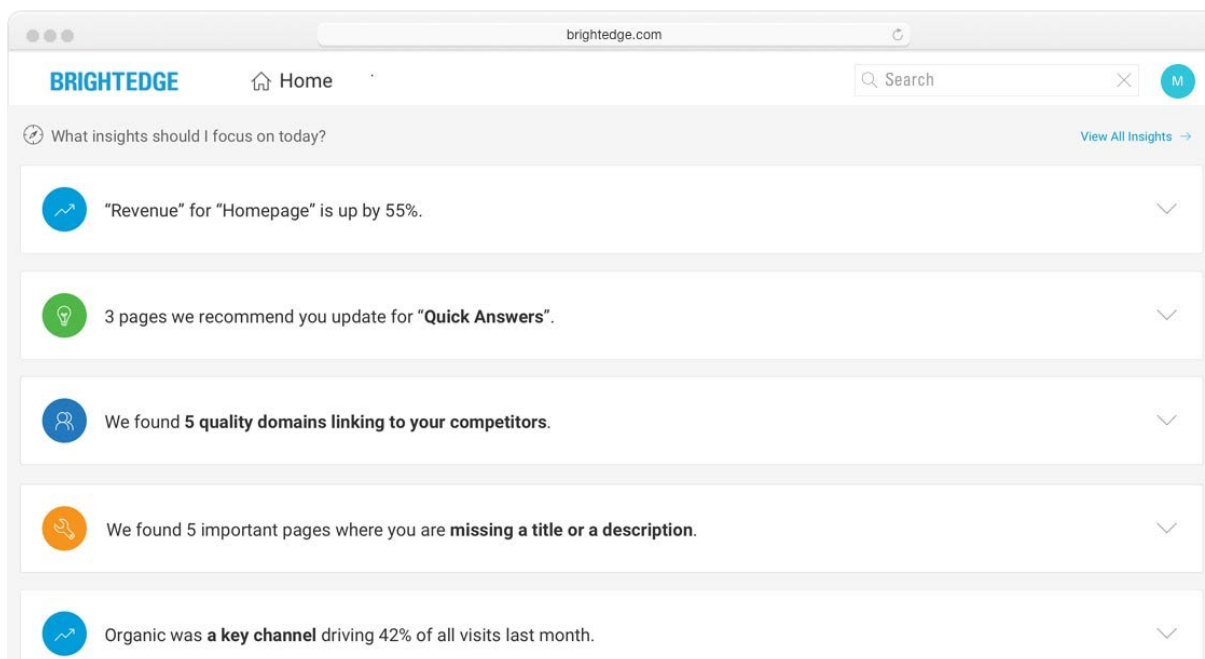 brightedge.com
BRIGHTEDGE
Home
Search
M
What insights should I focus on today?
View All Insights →
“Revenue” for “Homepage” is up by 55%.
3 pages we recommend you update for “Quick Answers”.
We found 5 quality domains linking to your competitors.
We found 5 important pages where you are missing a title or a description.
Organic was a key channel driving 42% of all visits last month.